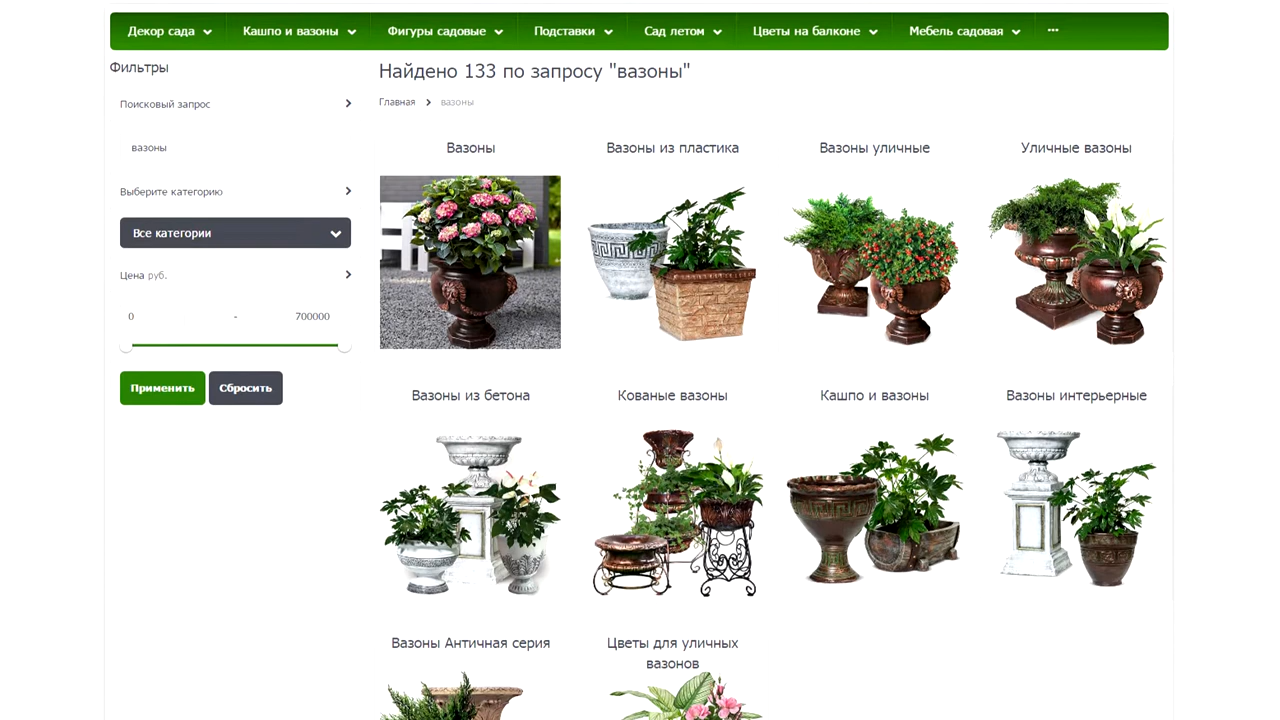 Декор сада
Кашпо и вазоны
Фигуры садовые
Подставки
Сад летом
Цветы на балконе
Мебель садовая
Фильтры
Поисковый запрос
вазоны
Выберите категорию
Все категории
Цена руб.
0 - 700000
Применить
Сбросить
Найдено 133 по запросу "вазоны"
Главная
вазоны
Вазоны
Вазоны из пластика
Вазоны уличные
Уличные вазоны
Вазоны из бетона
Кованые вазоны
Кашпо и вазоны
Вазоны интерьерные
Вазоны Античная серия
Цветы для уличных
вазонов